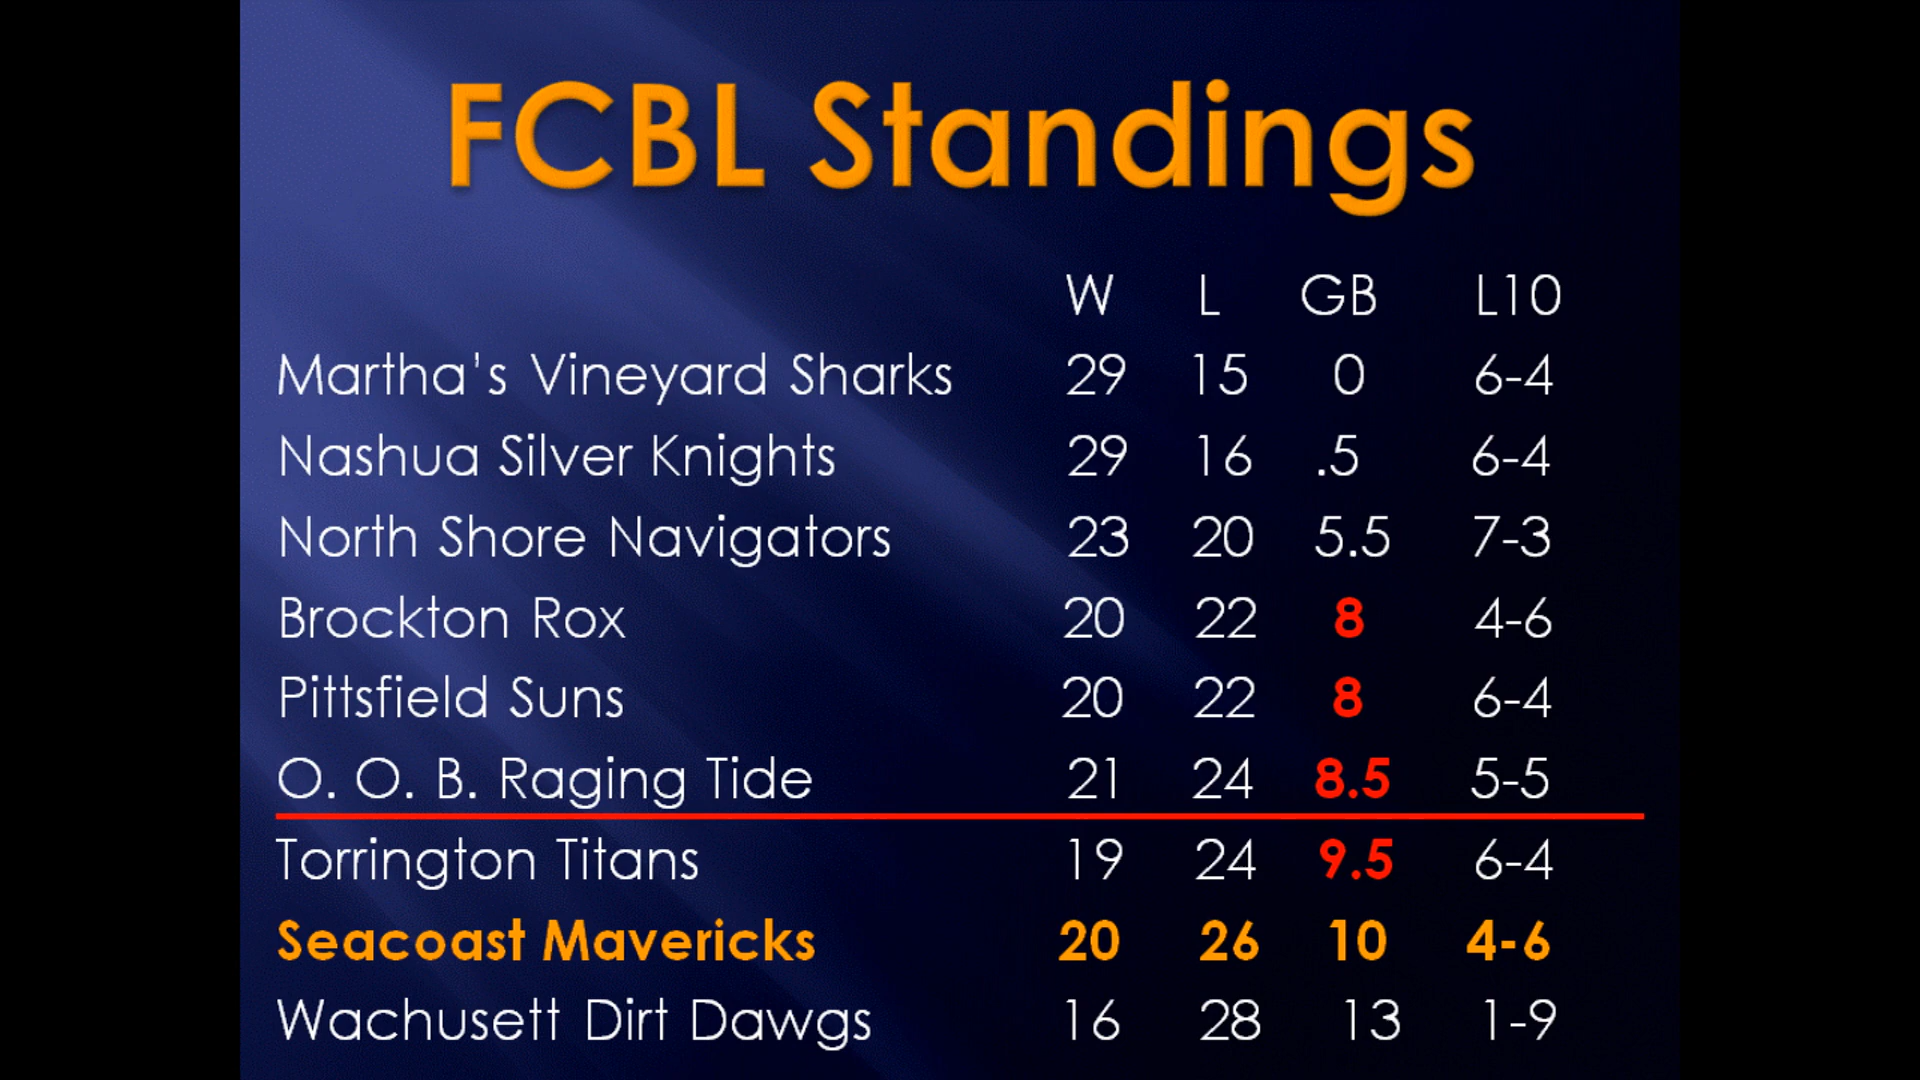 FCBL Standings
W L GB L10
Martha's Vineyard Sharks 29 15 0 6-4
Nashua Silver Knights 29 16 .5 6-4
North Shore Navigators 23 20 5.5 7-3
Brockton Rox 20 22 8 4-6
Pittsfield Suns 20 22 8 6-4
O. O. B. Raging Tide 21 24 8.5 5-5
Torrington Titans 19 24 9.5 6-4
Seacoast Mavericks 20 26 10 4-6
Wachusett Dirt Dawgs 16 28 13 1-9